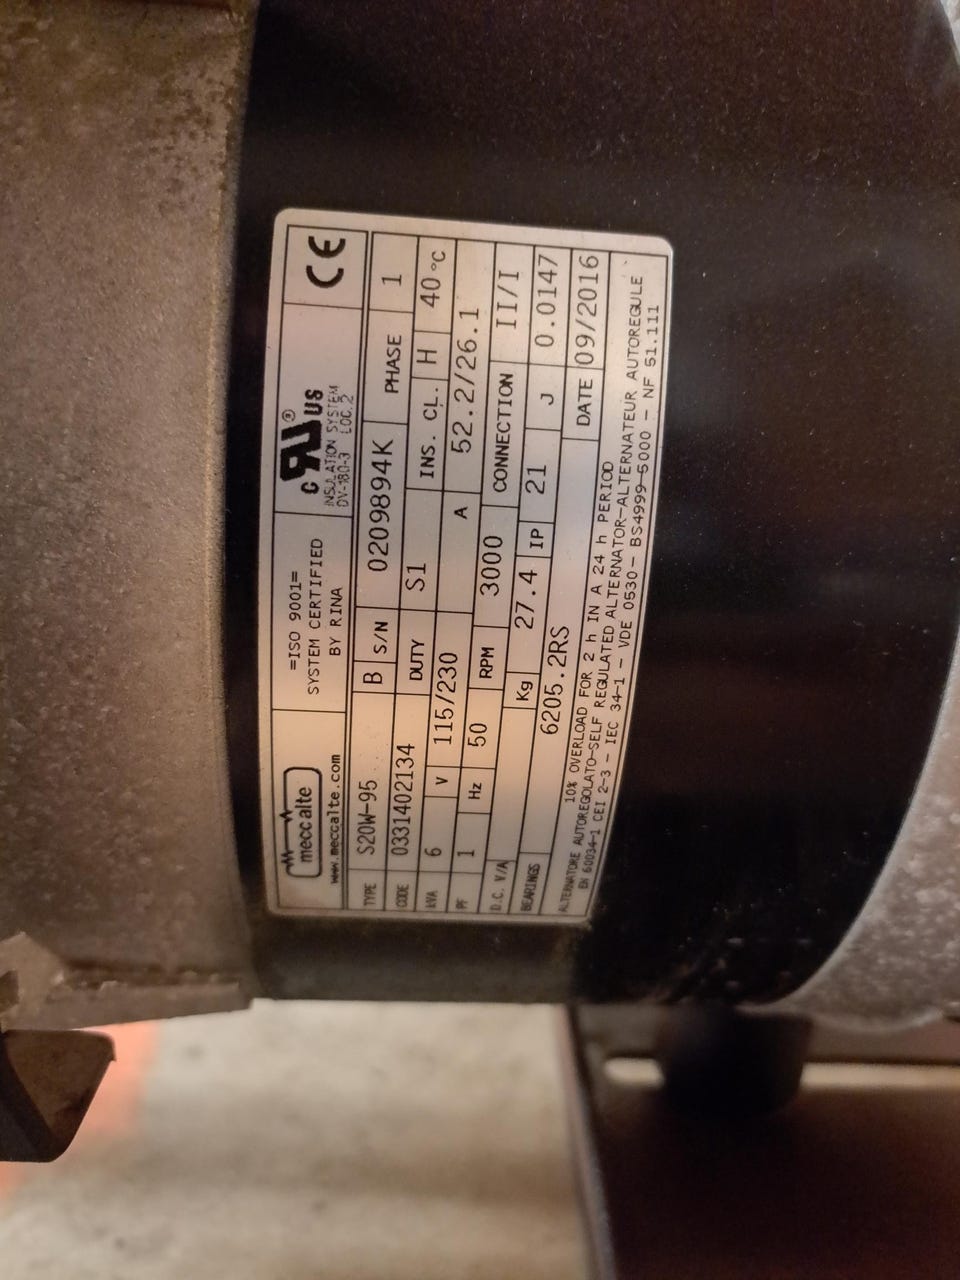 meccalte
www.meccalte.com
=ISO 9001=
SYSTEM CERTIFIED
BY RINA
c RU ® US
INSULATION SYSTEM
DV-180-3 LOC.2
CE
TYPE S20W-95 B S/N 0209894K PHASE 1
CODE 0331402134 DUTY S1 INS. CL. H 40 °C
kVA 6 V 115/230 A 52.2/26.1
PF 1 Hz 50 RPM 3000 CONNECTION II/I
D.C. V/A Kg 27.4 IP 21 J 0.0147
BEARINGS 6205.2RS DATE 09/2016
10% OVERLOAD FOR 2 h IN A 24 h PERIOD
ALTERNATORE AUTOREGOLATO-SELF REGULATED ALTERNATOR-ALTERNATEUR AUTOREGULE
EN 60034-1 CEI 2-3 - IEC 34-1 - VDE 0530- BS4999-5000 - NF 51.111